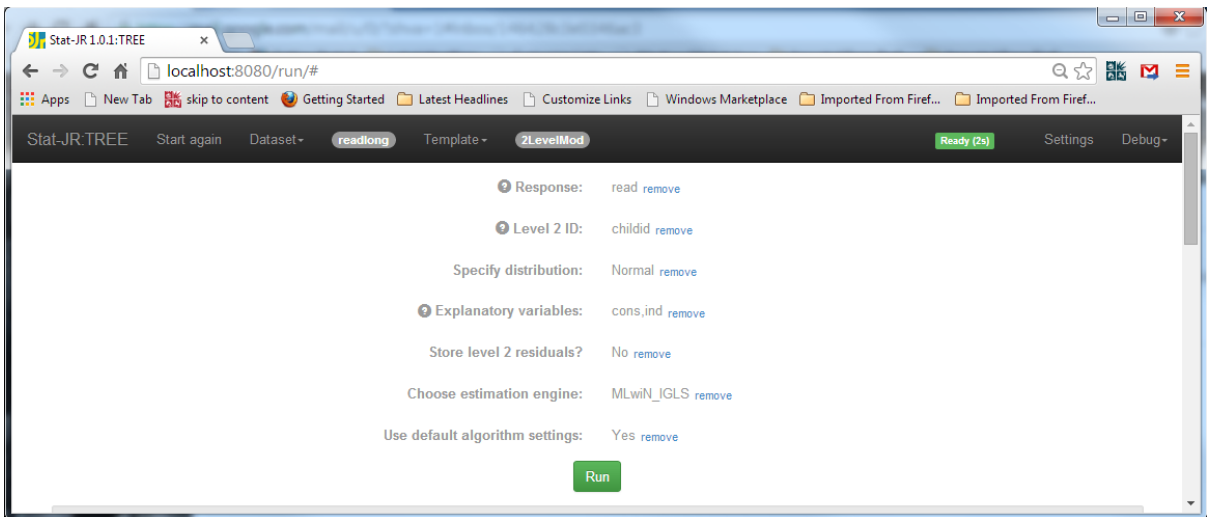 Stat-JR 1.0.1:TREE
localhost:8080/run/#
Apps New Tab skip to content Getting Started Latest Headlines Customize Links Windows Marketplace Imported From Firef... Imported From Firef...
Stat-JR:TREE Start again Dataset readlong Template 2LevelMod Ready (2s) Settings Debug
Response: read remove
Level 2 ID: childid remove
Specify distribution: Normal remove
Explanatory variables: cons,ind remove
Store level 2 residuals? No remove
Choose estimation engine: MLwiN_IGLS remove
Use default algorithm settings: Yes remove
Run